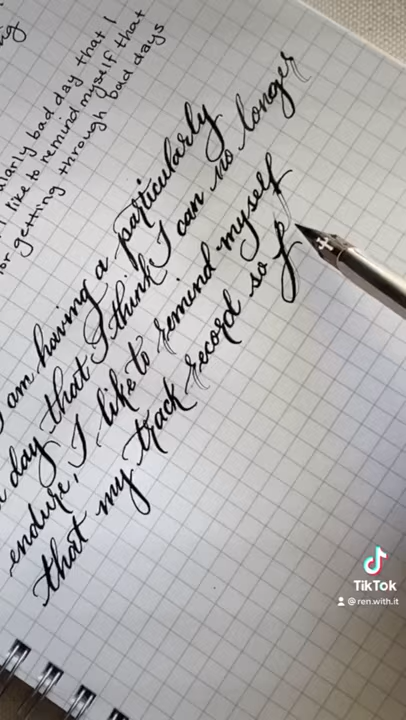 ularly bad day that I
I like to remind myself that
for getting through bad days
I am having a particularly
day that I think I can no longer
endure, I like to remind myself
that my track record so f
TikTok
@ren.with.it